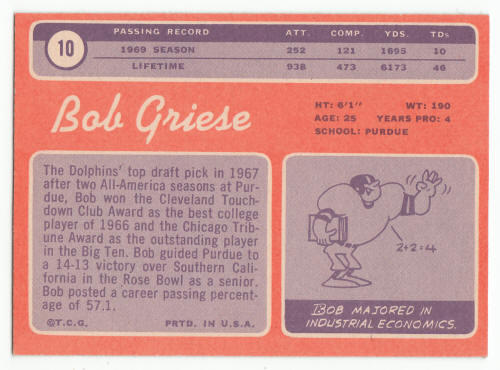 10
PASSING RECORD ATT. COMP. YDS. TDs
1969 SEASON 252 121 1695 10
LIFETIME 938 473 6173 46
Bob Griese
HT: 6'1" WT: 190
AGE: 25 YEARS PRO: 4
SCHOOL: PURDUE
The Dolphins' top draft pick in 1967
after two All-America seasons at Pur-
due, Bob won the Cleveland Touch-
down Club Award as the best college
player of 1966 and the Chicago Trib-
une Award as the outstanding player
in the Big Ten. Bob guided Purdue to
a 14-13 victory over Southern Cali-
fornia in the Rose Bowl as a senior.
Bob posted a career passing percent-
age of 57.1.
©T.C.G. PRTD. IN U.S.A.
2+2=4
BOB MAJORED IN
INDUSTRIAL ECONOMICS.